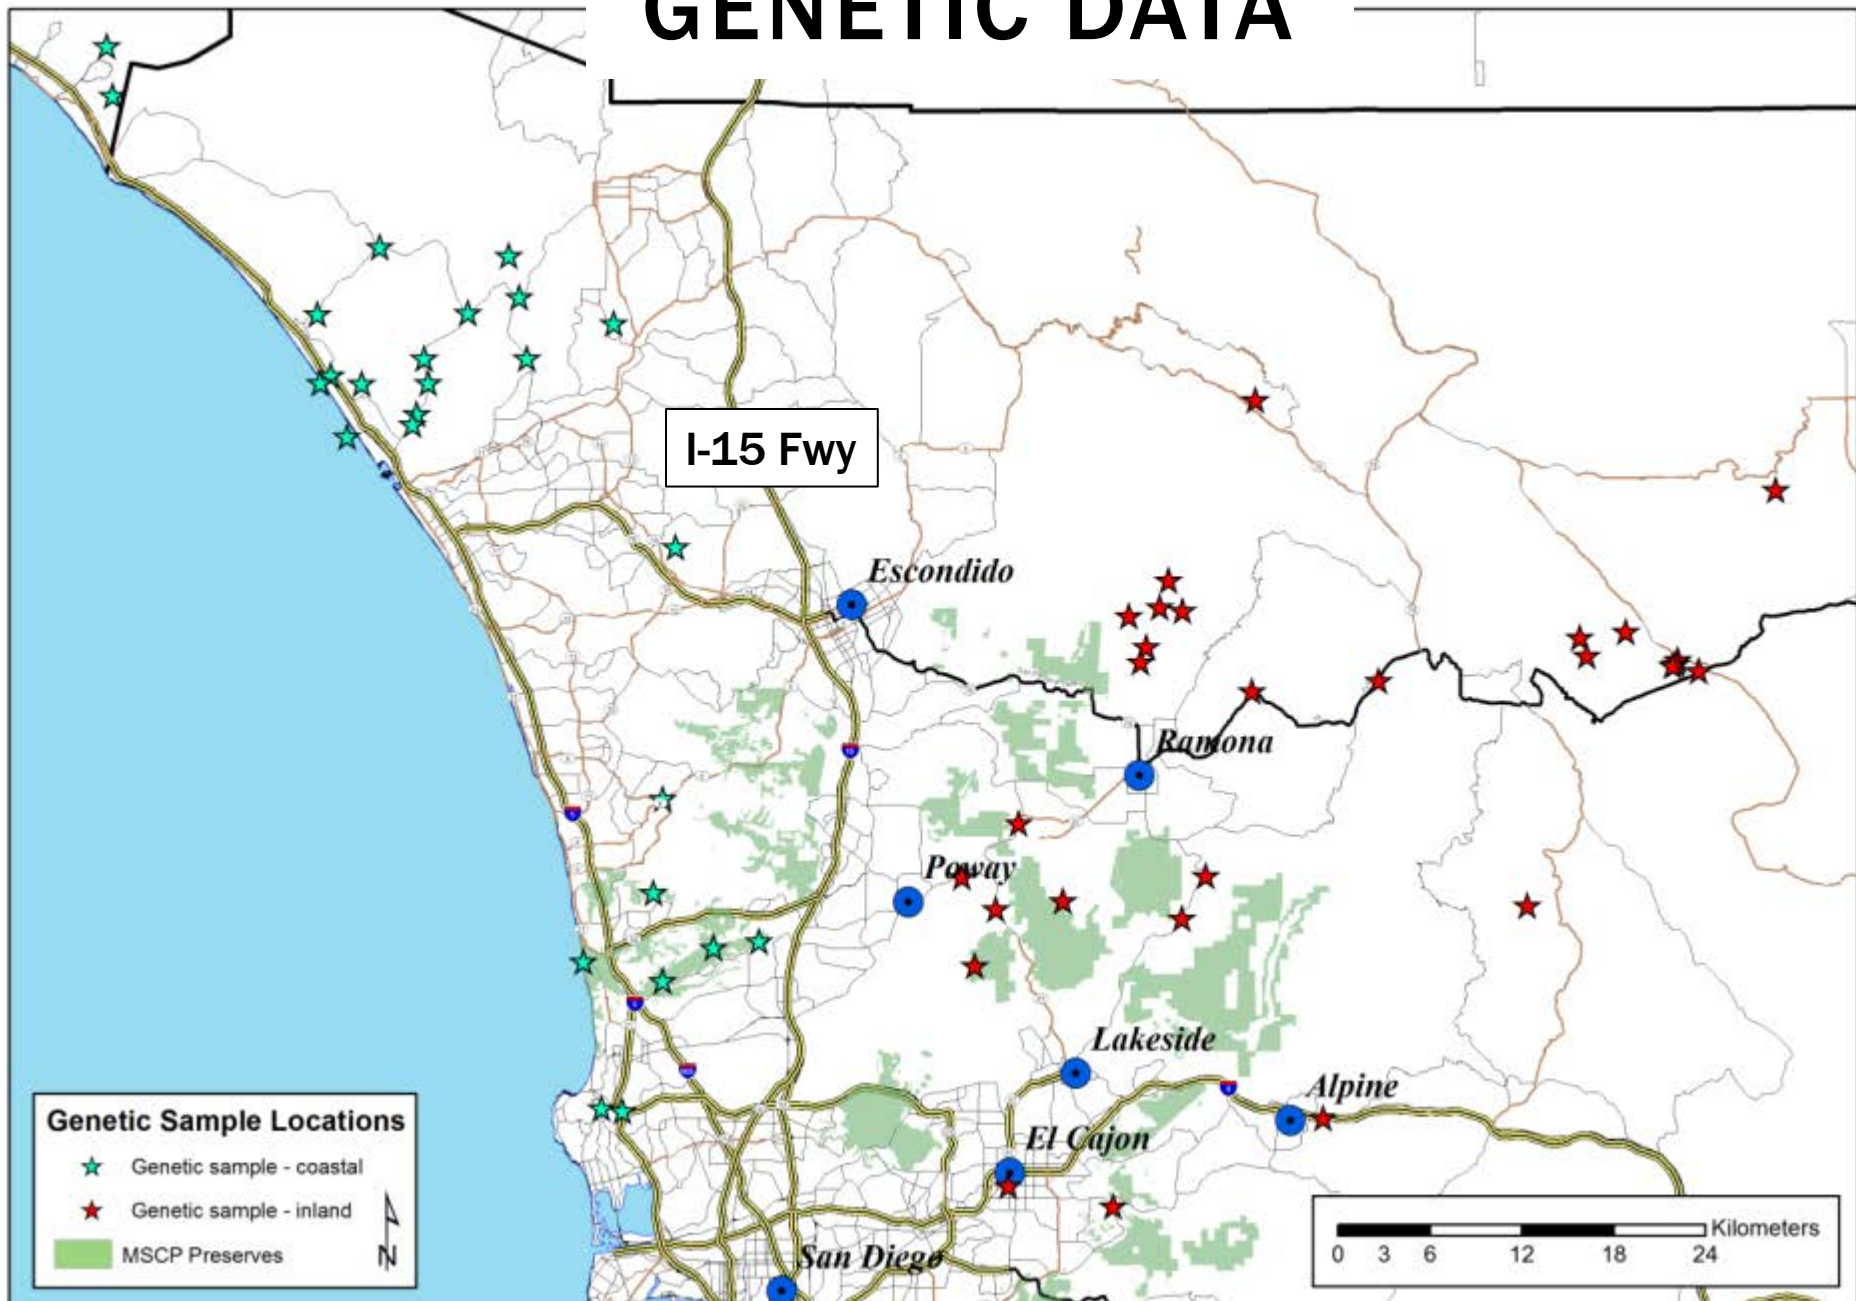 GENETIC DATA
I-15 Fwy
Escondido
Ramona
Poway
Lakeside
Alpine
El Cajon
San Diego
Genetic Sample Locations
Genetic sample - coastal
Genetic sample - inland
MSCP Preserves
N
Kilometers
0 3 6 12 18 24